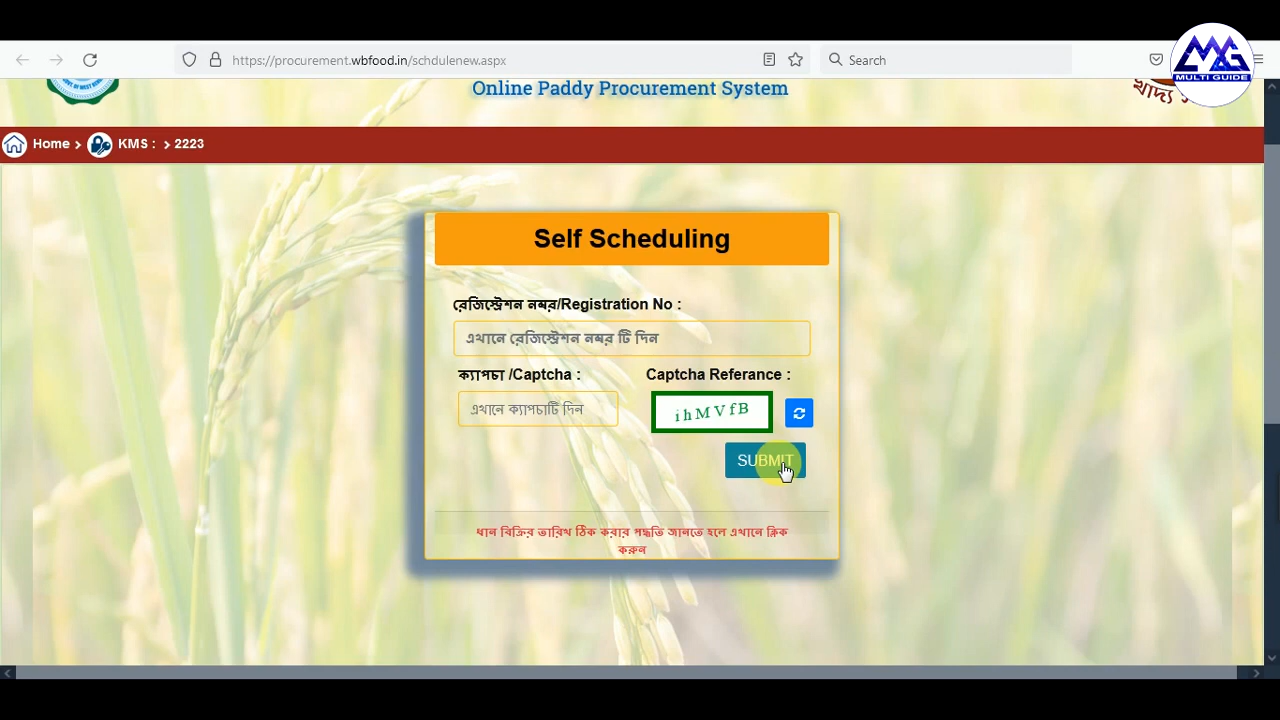 https://procurement.wbfood.in/schdulenew.aspx
Search
MULTI GUIDE
Online Paddy Procurement System
খাদ্য
Home > KMS : > 2223
Self Scheduling
রেজিস্ট্রেশন নম্বর/Registration No :
এখানে রেজিস্ট্রেশন নম্বর টি দিন
ক্যাপচা /Captcha :
Captcha Referance :
এখানে ক্যাপচাটি দিন
ihMVfB
SUBMIT
ধান বিক্রির তারিখ ঠিক করার পদ্ধতি জানতে হলে এখানে ক্লিক
করুন